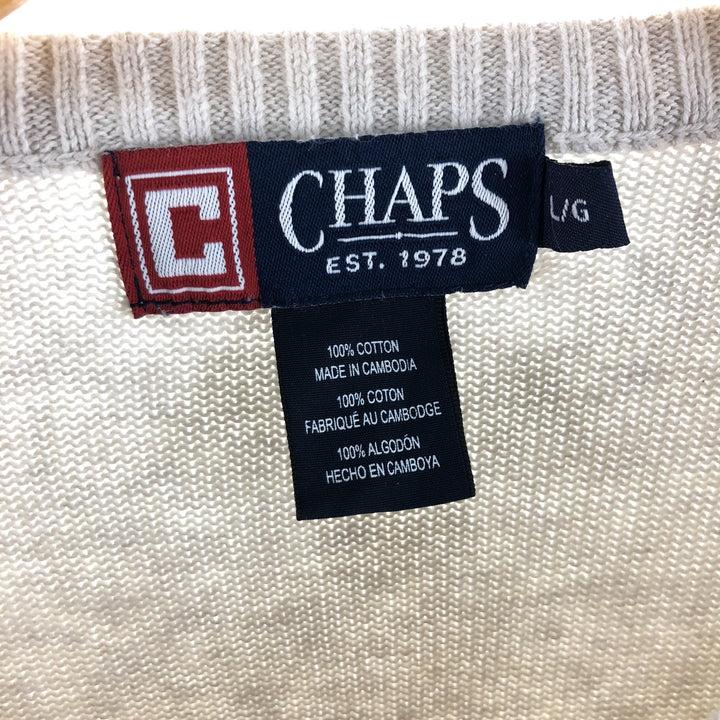 C CHAPS
EST. 1978
L/G
100% COTTON
MADE IN CAMBODIA
100% COTON
FABRIQUÉ AU CAMBODGE
100% ALGODÓN
HECHO EN CAMBOYA